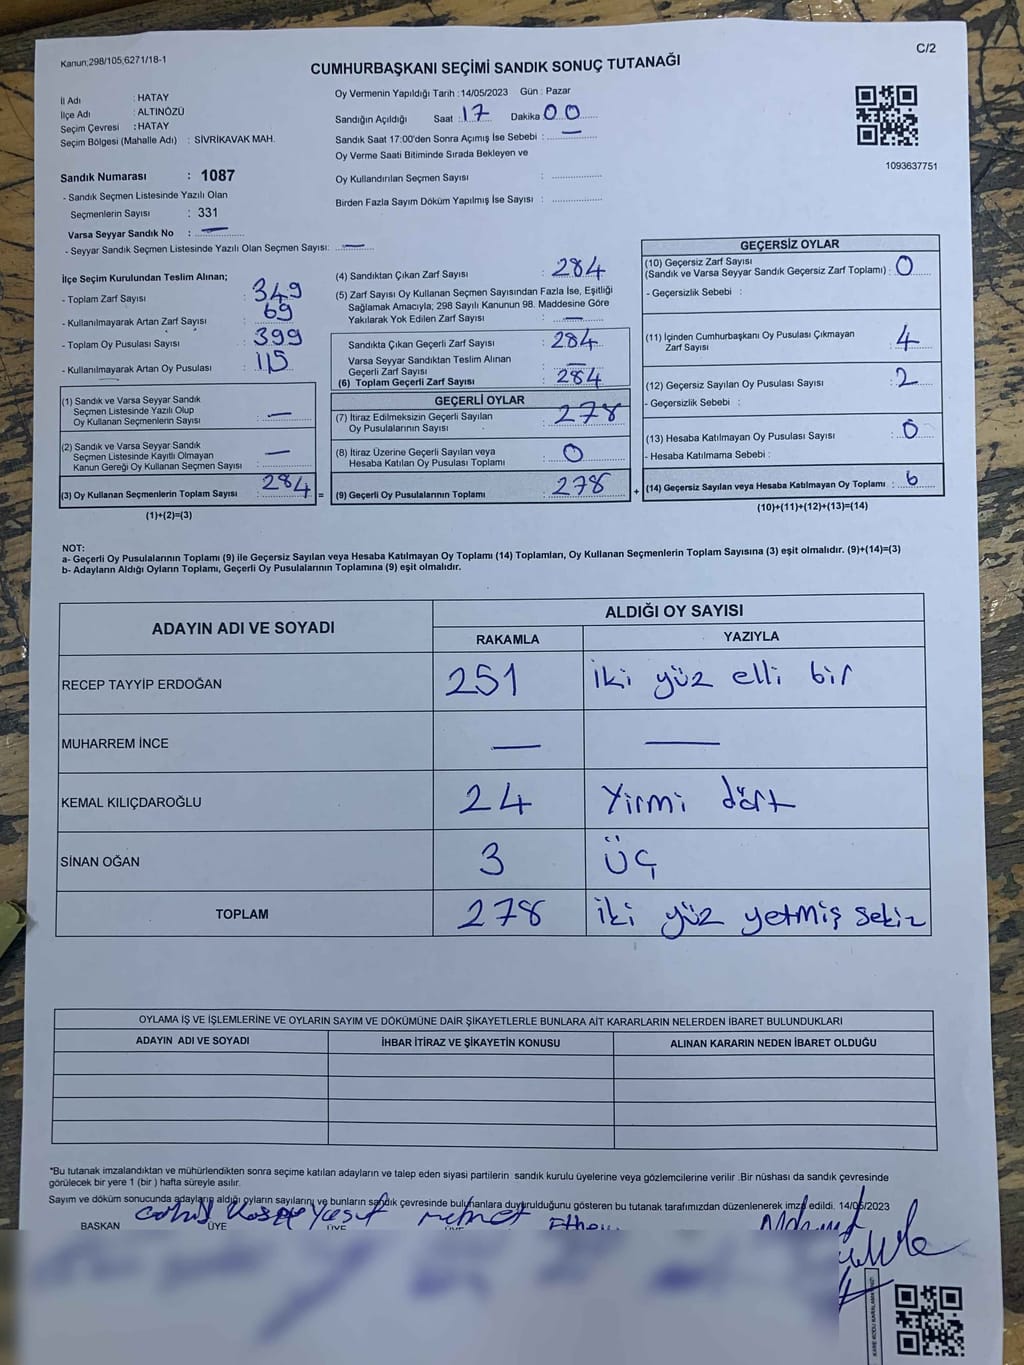 Kanun;298/105;6271/18-1
C/2
CUMHURBAŞKANI SEÇİMİ SANDIK SONUÇ TUTANAĞI
İl Adı : HATAY
İlçe Adı : ALTINÖZÜ
Seçim Çevresi : HATAY
Seçim Bölgesi (Mahalle Adı) : SİVRİKAVAK MAH.
Sandık Numarası : 1087
- Sandık Seçmen Listesinde Yazılı Olan
Seçmenlerin Sayısı : 331
Varsa Seyyar Sandık No : —
- Seyyar Sandık Seçmen Listesinde Yazılı Olan Seçmen Sayısı: —
Oy Vermenin Yapıldığı Tarih : 14/05/2023 Gün : Pazar
Sandığın Açıldığı Saat : 17 Dakika 00
Sandık Saat 17:00'den Sonra Açımış İse Sebebi : —
Oy Verme Saati Bitiminde Sırada Bekleyen ve
Oy Kullandırılan Seçmen Sayısı :
Birden Fazla Sayım Döküm Yapılmış İse Sayısı :
1093637751
İlçe Seçim Kurulundan Teslim Alınan;
- Toplam Zarf Sayısı : 349
- Kullanılmayarak Artan Zarf Sayısı : 69
- Toplam Oy Pusulası Sayısı : 399
- Kullanılmayarak Artan Oy Pusulası : 115
(1) Sandık ve Varsa Seyyar Sandık
Seçmen Listesinde Yazılı Olup
Oy Kullanan Seçmenlerin Sayısı : —
(2) Sandık ve Varsa Seyyar Sandık
Seçmen Listesinde Kayıtlı Olmayan
Kanun Gereği Oy Kullanan Seçmen Sayısı : —
(3) Oy Kullanan Seçmenlerin Toplam Sayısı : 284 =
(1)+(2)=(3)
(4) Sandıktan Çıkan Zarf Sayısı : 284
(5) Zarf Sayısı Oy Kullanan Seçmen Sayısından Fazla İse, Eşitliği
Sağlamak Amacıyla; 298 Sayılı Kanunun 98. Maddesine Göre
Yakılarak Yok Edilen Zarf Sayısı : —
Sandıkta Çıkan Geçerli Zarf Sayısı : 284
Varsa Seyyar Sandıktan Teslim Alınan
Geçerli Zarf Sayısı : —
(6) Toplam Geçerli Zarf Sayısı : 284
GEÇERLİ OYLAR
(7) İtiraz Edilmeksizin Geçerli Sayılan
Oy Pusulalarının Sayısı : 278
(8) İtiraz Üzerine Geçerli Sayılan veya
Hesaba Katılan Oy Pusulası Toplamı : 0
(9) Geçerli Oy Pusulalarının Toplamı : 278 +
GEÇERSİZ OYLAR
(10) Geçersiz Zarf Sayısı
(Sandık ve Varsa Seyyar Sandık Geçersiz Zarf Toplamı) : 0
- Geçersizlik Sebebi :
(11) İçinden Cumhurbaşkanı Oy Pusulası Çıkmayan
Zarf Sayısı : 4
(12) Geçersiz Sayılan Oy Pusulası Sayısı : 2
- Geçersizlik Sebebi :
(13) Hesaba Katılmayan Oy Pusulası Sayısı : 0
- Hesaba Katılmama Sebebi :
(14) Geçersiz Sayılan veya Hesaba Katılmayan Oy Toplamı : 6
(10)+(11)+(12)+(13)=(14)
NOT:
a- Geçerli Oy Pusulalarının Toplamı (9) ile Geçersiz Sayılan veya Hesaba Katılmayan Oy Toplamı (14) Toplamları, Oy Kullanan Seçmenlerin Toplam Sayısına (3) eşit olmalıdır. (9)+(14)=(3)
b- Adayların Aldığı Oyların Toplamı, Geçerli Oy Pusulalarının Toplamına (9) eşit olmalıdır.
ADAYIN ADI VE SOYADI
ALDIĞI OY SAYISI
RAKAMLA YAZIYLA
RECEP TAYYİP ERDOĞAN 251 iki yüz elli bir
MUHARREM İNCE — —
KEMAL KILIÇDAROĞLU 24 Yirmi dört
SİNAN OĞAN 3 Üç
TOPLAM 278 iki yüz yetmiş sekiz
OYLAMA İŞ VE İŞLEMLERİNE VE OYLARIN SAYIM VE DÖKÜMÜNE DAİR ŞİKAYETLERLE BUNLARA AİT KARARLARIN NELERDEN İBARET BULUNDUKLARI
ADAYIN ADI VE SOYADI İHBAR İTİRAZ VE ŞİKAYETİN KONUSU ALINAN KARARIN NEDEN İBARET OLDUĞU
*Bu tutanak imzalandıktan ve mühürlendikten sonra seçime katılan adayların ve talep eden siyasi partilerin sandık kurulu üyelerine veya gözlemcilerine verilir .Bir nüshası da sandık çevresinde
görülecek bir yere 1 (bir ) hafta süreyle asılır.
Sayım ve döküm sonucunda adayların aldığı oyların sayılarını ve bunların sandık çevresinde bulunanlara duyurulduğunu gösteren bu tutanak tarafımızdan düzenlenerek imza edildi. 14/05/2023
BAŞKAN ÜYE ÜYE
Yusuf Mehmet